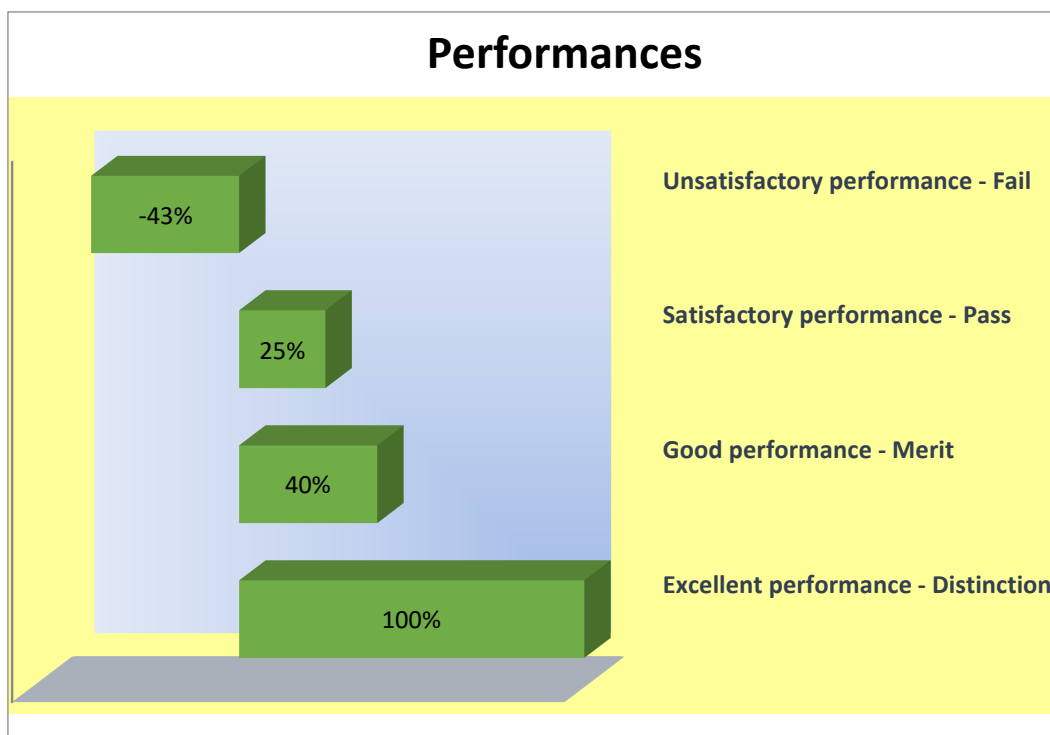 Performances
Unsatisfactory performance - Fail
-43%
Satisfactory performance - Pass
25%
Good performance - Merit
40%
Excellent performance - Distinction
100%